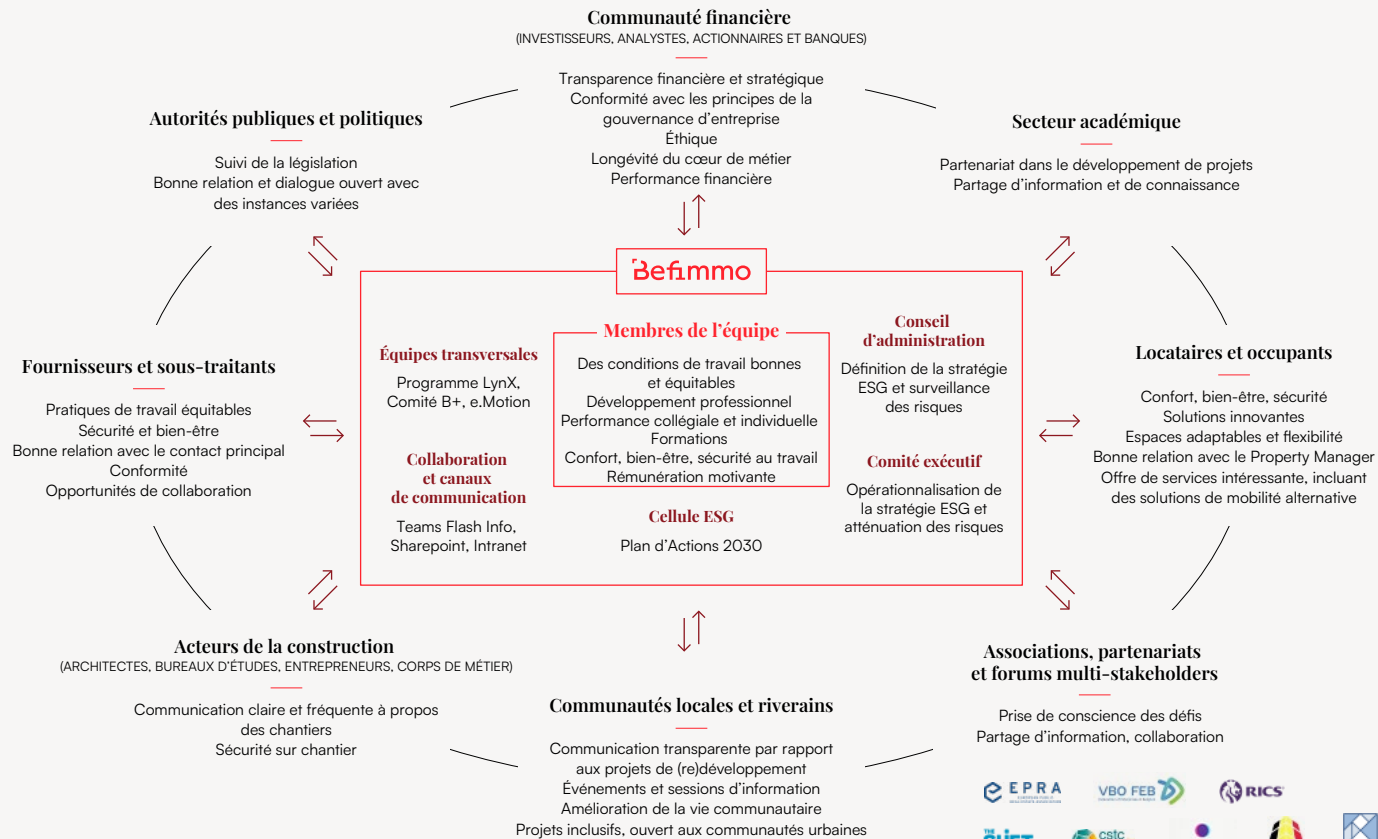 Communauté financière
(INVESTISSEURS, ANALYSTES, ACTIONNAIRES ET BANQUES)
Transparence financière et stratégique
Conformité avec les principes de la
gouvernance d'entreprise
Éthique
Longévité du cœur de métier
Performance financière
Autorités publiques et politiques
Suivi de la législation
Bonne relation et dialogue ouvert avec
des instances variées
Secteur académique
Partenariat dans le développement de projets
Partage d'information et de connaissance
Befimmo
Fournisseurs et sous-traitants
Pratiques de travail équitables
Sécurité et bien-être
Bonne relation avec le contact principal
Conformité
Opportunités de collaboration
Équipes transversales
Programme LynX,
Comité B+, e.Motion
Collaboration
et canaux
de communication
Teams Flash Info,
Sharepoint, Intranet
Membres de l'équipe
Des conditions de travail bonnes
et équitables
Développement professionnel
Performance collégiale et individuelle
Formations
Confort, bien-être, sécurité au travail
Rémunération motivante
Cellule ESG
Plan d'Actions 2030
Conseil
d'administration
Définition de la stratégie
ESG et surveillance
des risques
Comité exécutif
Opérationnalisation de
la stratégie ESG et
atténuation des risques
Locataires et occupants
Confort, bien-être, sécurité
Solutions innovantes
Espaces adaptables et flexibilité
Bonne relation avec le Property Manager
Offre de services intéressante, incluant
des solutions de mobilité alternative
Acteurs de la construction
(ARCHITECTES, BUREAUX D'ÉTUDES, ENTREPRENEURS, CORPS DE MÉTIER)
Communication claire et fréquente à propos
des chantiers
Sécurité sur chantier
Communautés locales et riverains
Communication transparente par rapport
aux projets de (re)développement
Événements et sessions d'information
Amélioration de la vie communautaire
Projets inclusifs, ouvert aux communautés urbaines
Associations, partenariats
et forums multi-stakeholders
Prise de conscience des défis
Partage d'information, collaboration
EPRA
VBO FEB
RICS
THE
cstc